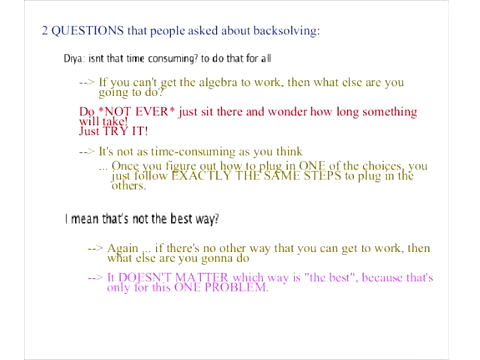 2 QUESTIONS that people asked about backsolving:
Diya: isnt that time consuming? to do that for all
--> If you can't get the algebra to work, then what else are you
going to do?
Do *NOT EVER* just sit there and wonder how long something
will take!
Just TRY IT!
--> It's not as time-consuming as you think
... Once you figure out how to plug in ONE of the choices, you
just follow EXACTLY THE SAME STEPS to plug in the
others.
I mean that's not the best way?
--> Again ... if there's no other way that you can get to work, then
what else are you gonna do
--> It DOESN'T MATTER which way is "the best", because that's
only for this ONE PROBLEM.